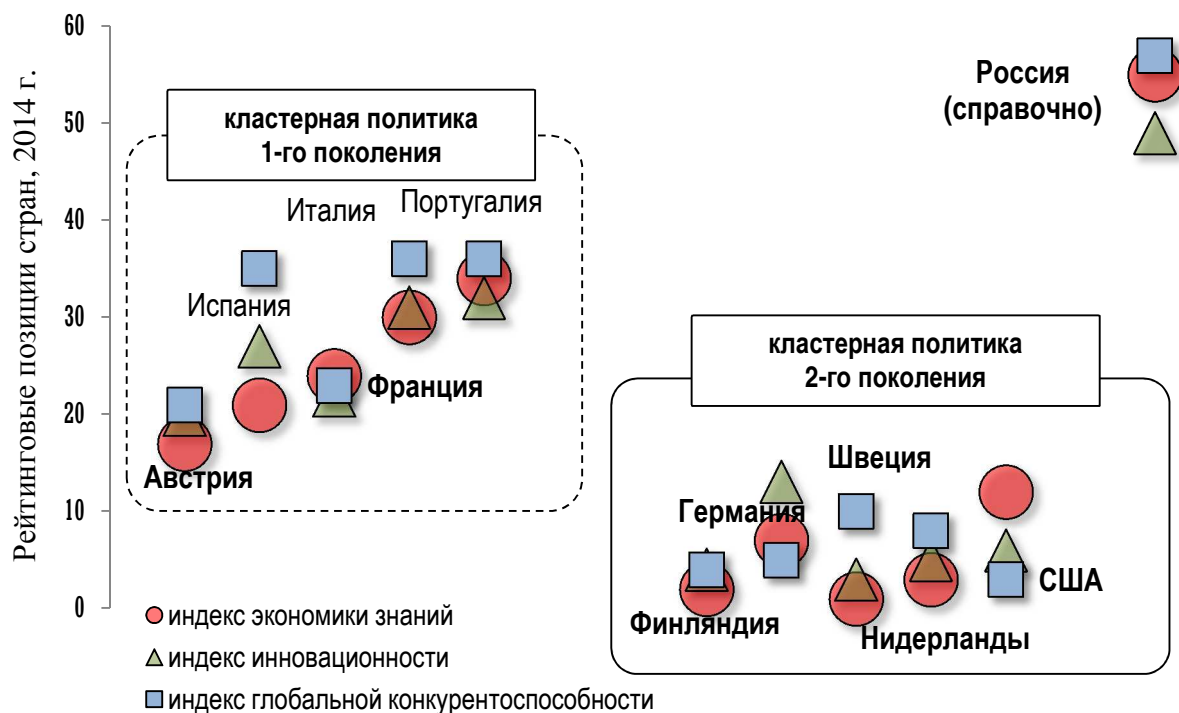 Рейтинговые позиции стран, 2014 г.
60
50
40
30
20
10
0
кластерная политика
1-го поколения
Италия
Португалия
Испания
Франция
Австрия
Россия
(справочно)
кластерная политика
2-го поколения
Швеция
Германия
США
Финляндия
Нидерланды
индекс экономики знаний
индекс инновационности
индекс глобальной конкурентоспособности